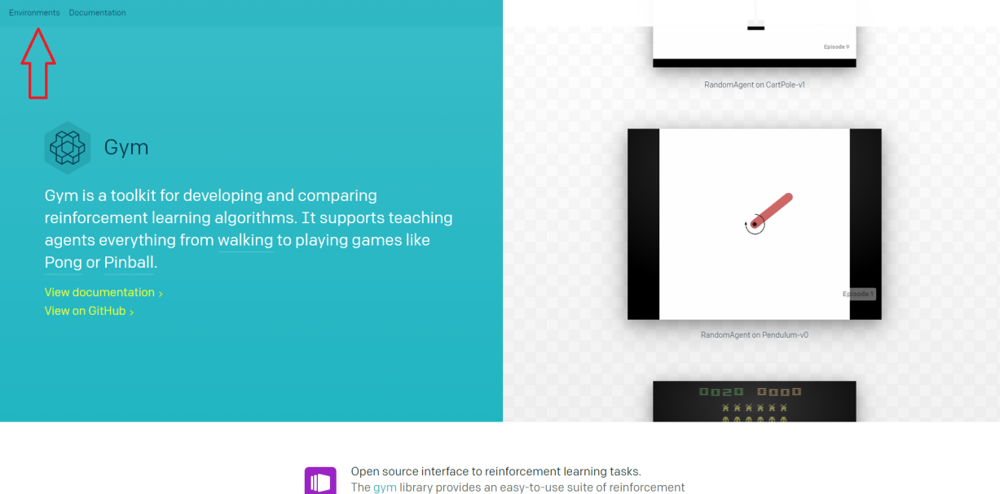 Environments Documentation
Gym
Gym is a toolkit for developing and comparing
reinforcement learning algorithms. It supports teaching
agents everything from walking to playing games like
Pong or Pinball.
View documentation ›
View on GitHub ›
Episode 9
RandomAgent on CartPole-v1
Episode 1
RandomAgent on Pendulum-v0
0020 0000
Open source interface to reinforcement learning tasks.
The gym library provides an easy-to-use suite of reinforcement